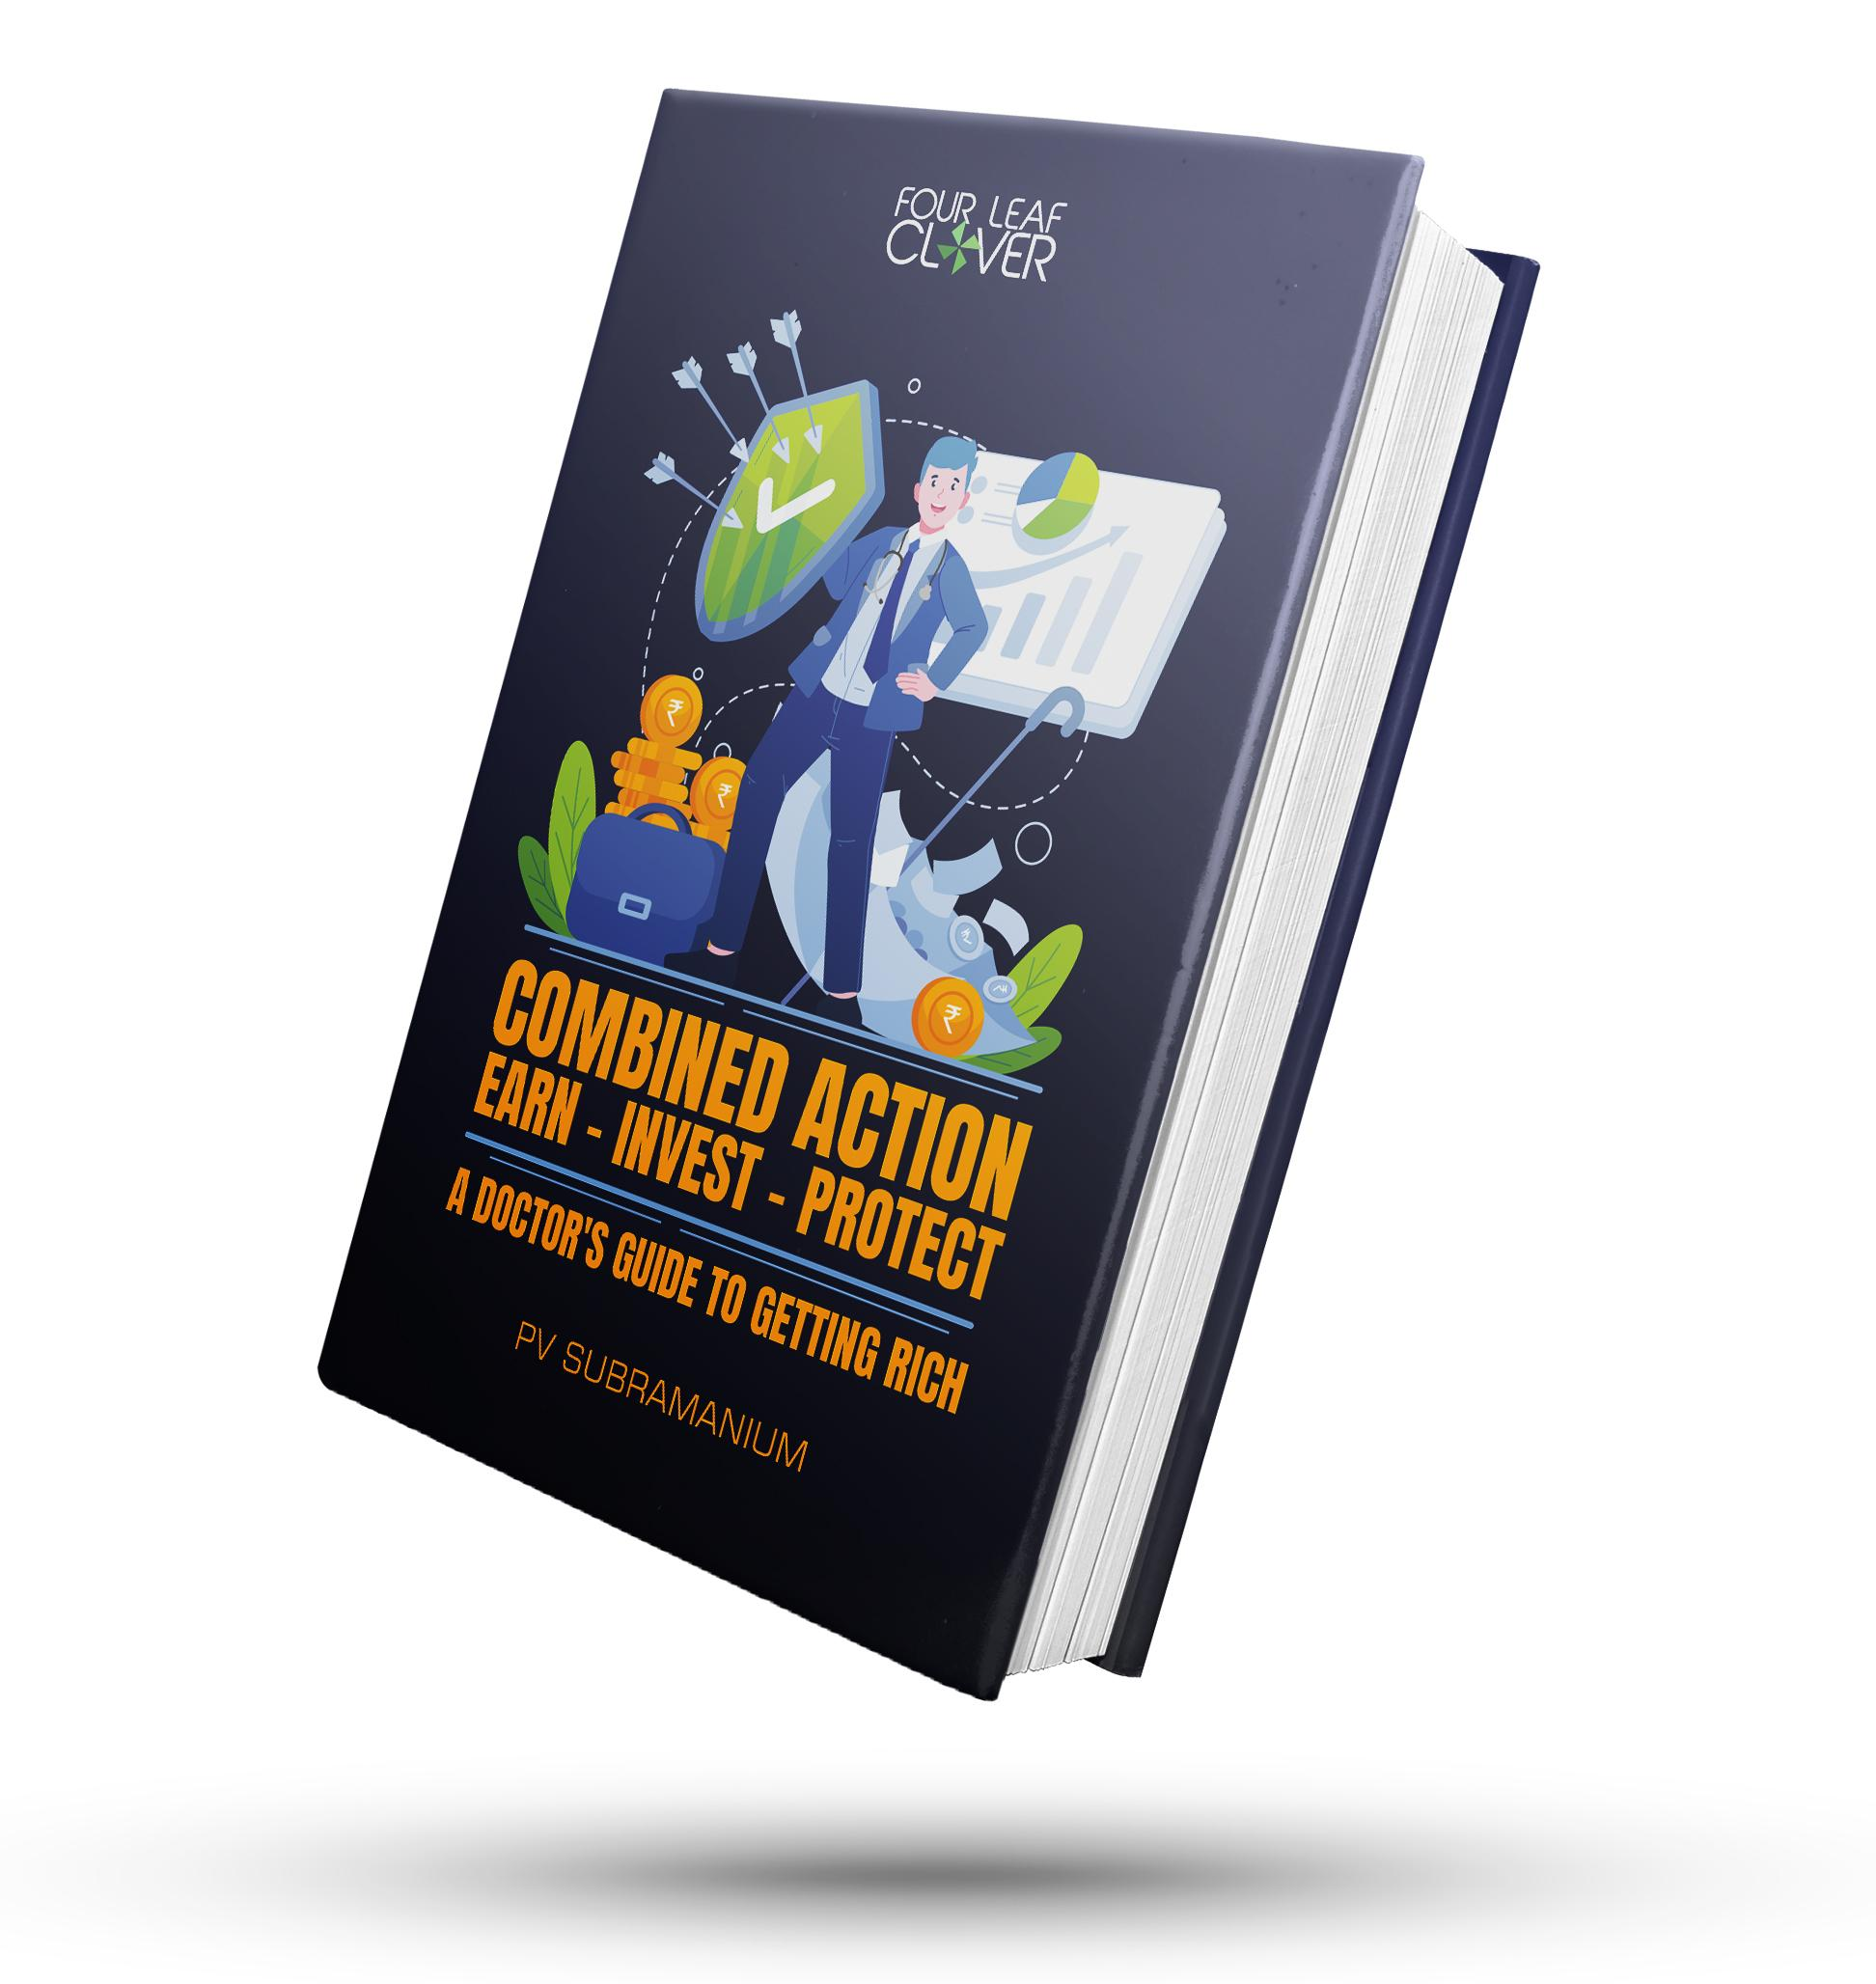 FOUR LEAF
CLOVER
₹
₹
₹
₹
COMBINED ACTION
EARN - INVEST - PROTECT
A DOCTOR'S GUIDE TO GETTING RICH
PV SUBRAMANIUM